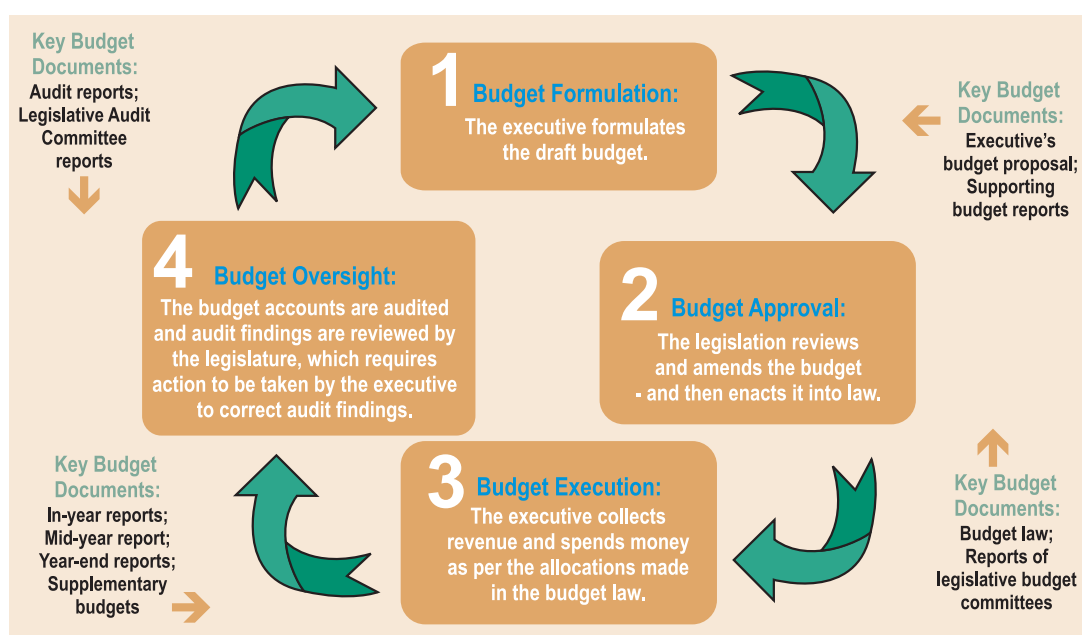 Key Budget
Documents:
Audit reports;
Legislative Audit
Committee
reports
1
Budget Formulation:
The executive formulates
the draft budget.
Key Budget
Documents:
Executive's
budget proposal;
Supporting
budget reports
2
Budget Approval:
The legislation reviews
and amends the budget
- and then enacts it into law.
Key Budget
Documents:
Budget law;
Reports of
legislative budget
committees
3
Budget Execution:
The executive collects
revenue and spends money
as per the allocations made
in the budget law.
Key Budget
Documents:
In-year reports;
Mid-year report;
Year-end reports;
Supplementary
budgets
4
Budget Oversight:
The budget accounts are audited
and audit findings are reviewed by
the legislature, which requires
action to be taken by the executive
to correct audit findings.